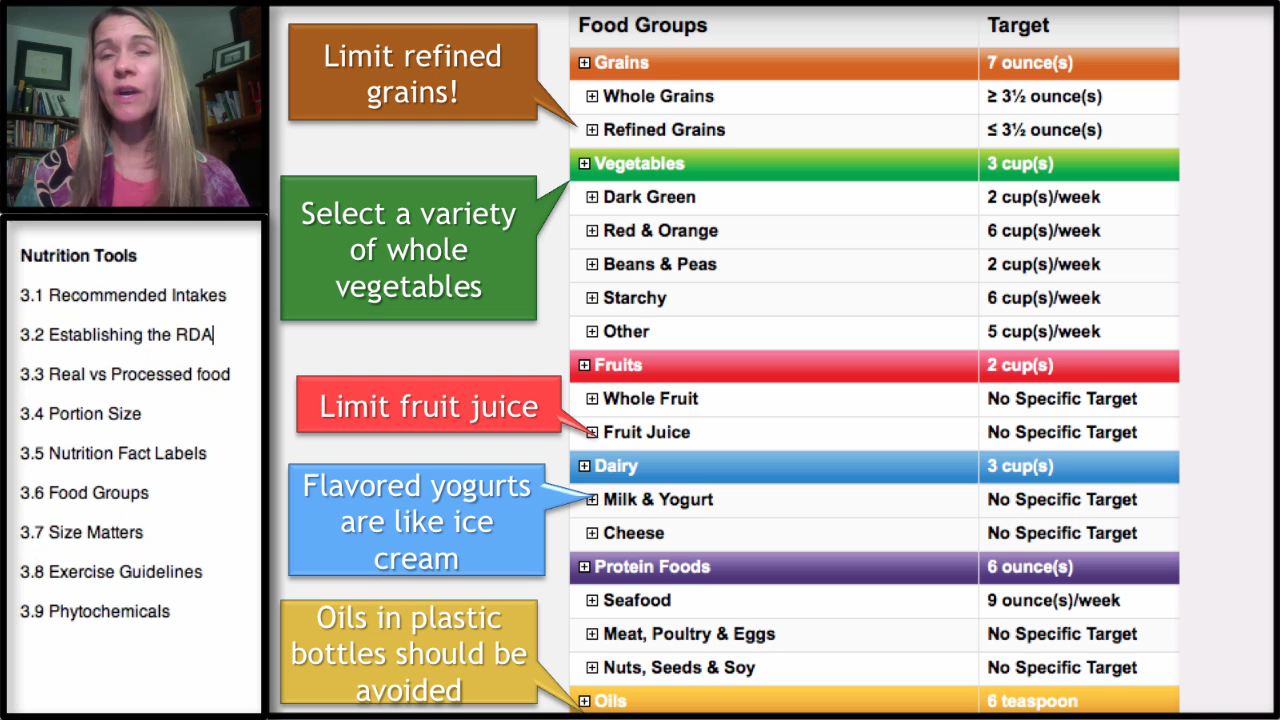 Nutrition Tools
3.1 Recommended Intakes
3.2 Establishing the RDA
3.3 Real vs Processed food
3.4 Portion Size
3.5 Nutrition Fact Labels
3.6 Food Groups
3.7 Size Matters
3.8 Exercise Guidelines
3.9 Phytochemicals
Limit refined
grains!
Select a variety
of whole
vegetables
Limit fruit juice
Flavored yogurts
are like ice
cream
Oils in plastic
bottles should be
avoided
Food Groups Target
Grains 7 ounce(s)
Whole Grains ≥ 3½ ounce(s)
Refined Grains ≤ 3½ ounce(s)
Vegetables 3 cup(s)
Dark Green 2 cup(s)/week
Red & Orange 6 cup(s)/week
Beans & Peas 2 cup(s)/week
Starchy 6 cup(s)/week
Other 5 cup(s)/week
Fruits 2 cup(s)
Whole Fruit No Specific Target
Fruit Juice No Specific Target
Dairy 3 cup(s)
Milk & Yogurt No Specific Target
Cheese No Specific Target
Protein Foods 6 ounce(s)
Seafood 9 ounce(s)/week
Meat, Poultry & Eggs No Specific Target
Nuts, Seeds & Soy No Specific Target
Oils 6 teaspoon